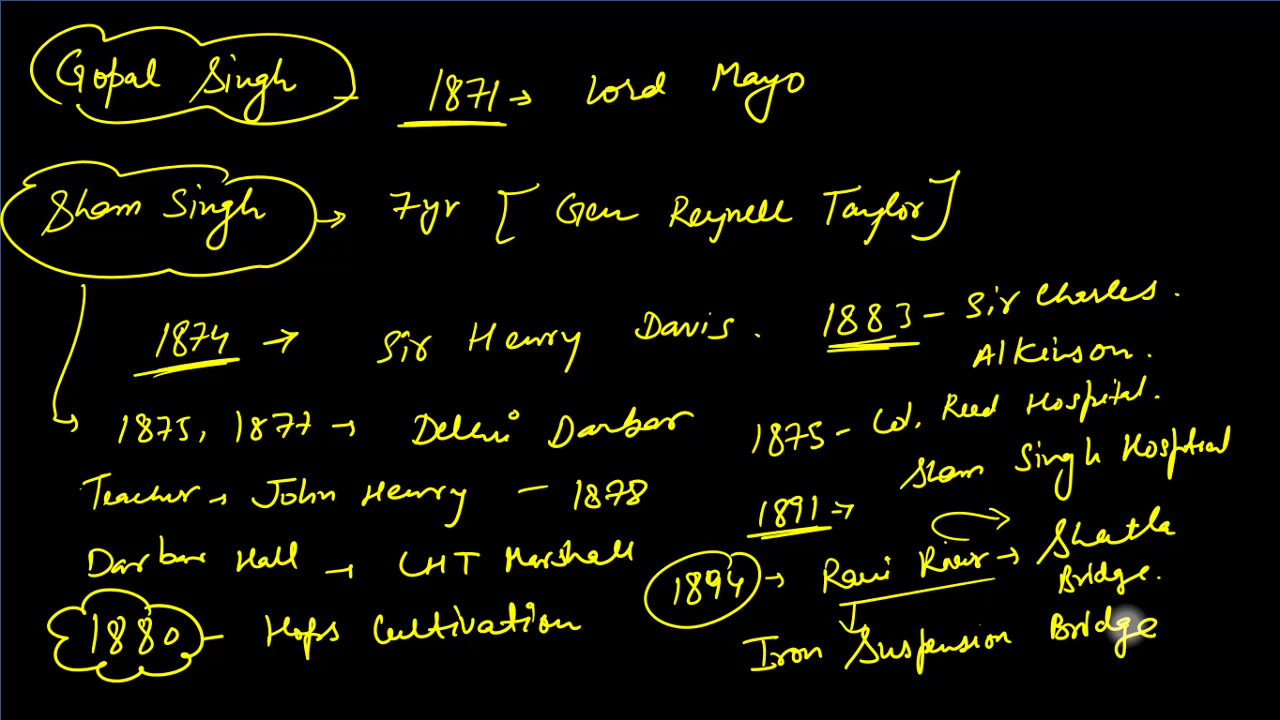 Gopal Singh
1871 → Lord Mayo
Sham Singh → 7yr [Gen Reynell Taylor]
1874 → Sir Henry Davis.
1883 - Sir Charles.
Alkinson.
1875, 1877 → Delhi Darbar
1875 - Col. Reed Hospital.
Teacher → John Henry - 1878
1891 → Sham Singh Hospital
Darbar Hall → CHT Marshall
1894 → Ravi River → Shatla
Bridge.
1880 - Hops Cultivation
Iron Suspension Bridge